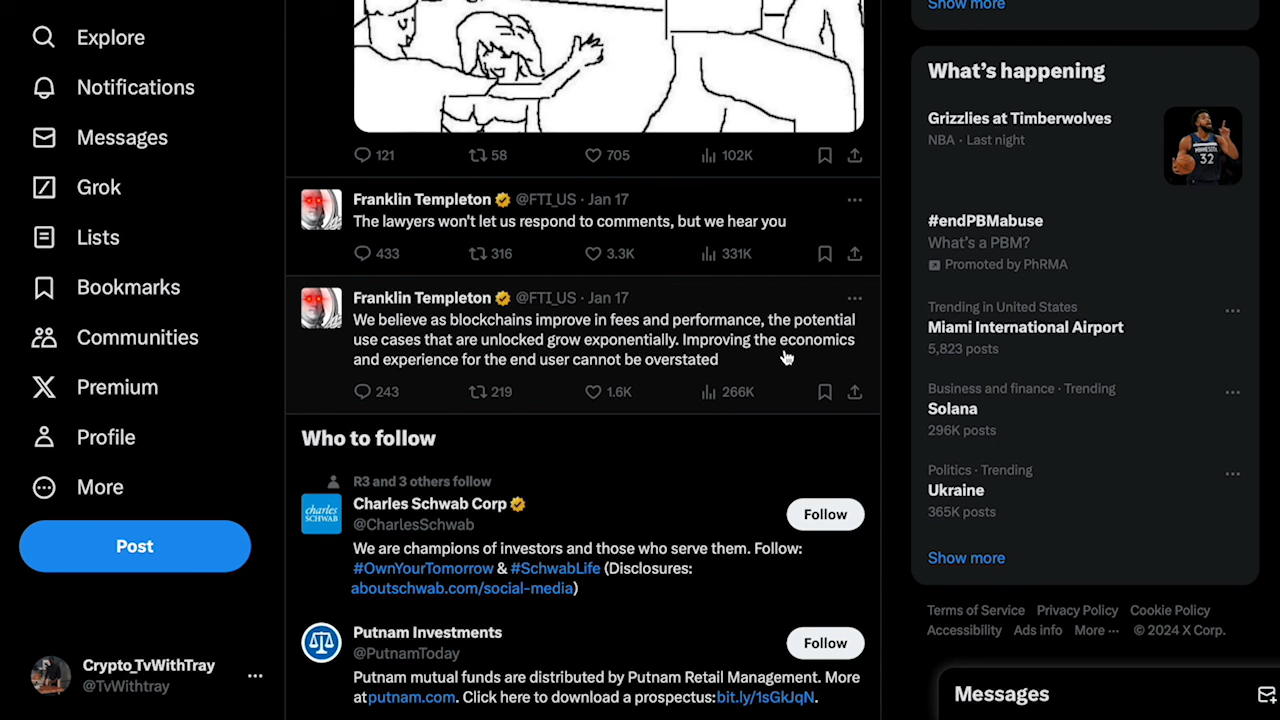 Explore
Notifications
Messages
Grok
Lists
Bookmarks
Communities
Premium
Profile
More
Post
Crypto_TvWithTray
@TvWithtray
121 58 705 102K
Franklin Templeton @FTI_US · Jan 17
The lawyers won't let us respond to comments, but we hear you
433 316 3.3K 331K
Franklin Templeton @FTI_US · Jan 17
We believe as blockchains improve in fees and performance, the potential
use cases that are unlocked grow exponentially. Improving the economics
and experience for the end user cannot be overstated
243 219 1.6K 266K
Who to follow
R3 and 3 others follow
charles
SCHWAB
Charles Schwab Corp
@CharlesSchwab
Follow
We are champions of investors and those who serve them. Follow:
#OwnYourTomorrow & #SchwabLife (Disclosures:
aboutschwab.com/social-media)
Putnam Investments
@PutnamToday
Follow
Putnam mutual funds are distributed by Putnam Retail Management. More
at putnam.com. Click here to download a prospectus:bit.ly/1sGkJqN.
Show more
What's happening
Grizzlies at Timberwolves
NBA · Last night
MINNESOTA
32
#endPBMabuse
What's a PBM?
Promoted by PhRMA
Trending in United States
Miami International Airport
5,823 posts
Business and finance · Trending
Solana
296K posts
Politics · Trending
Ukraine
365K posts
Show more
Terms of Service Privacy Policy Cookie Policy
Accessibility Ads info More ··· © 2024 X Corp.
Messages